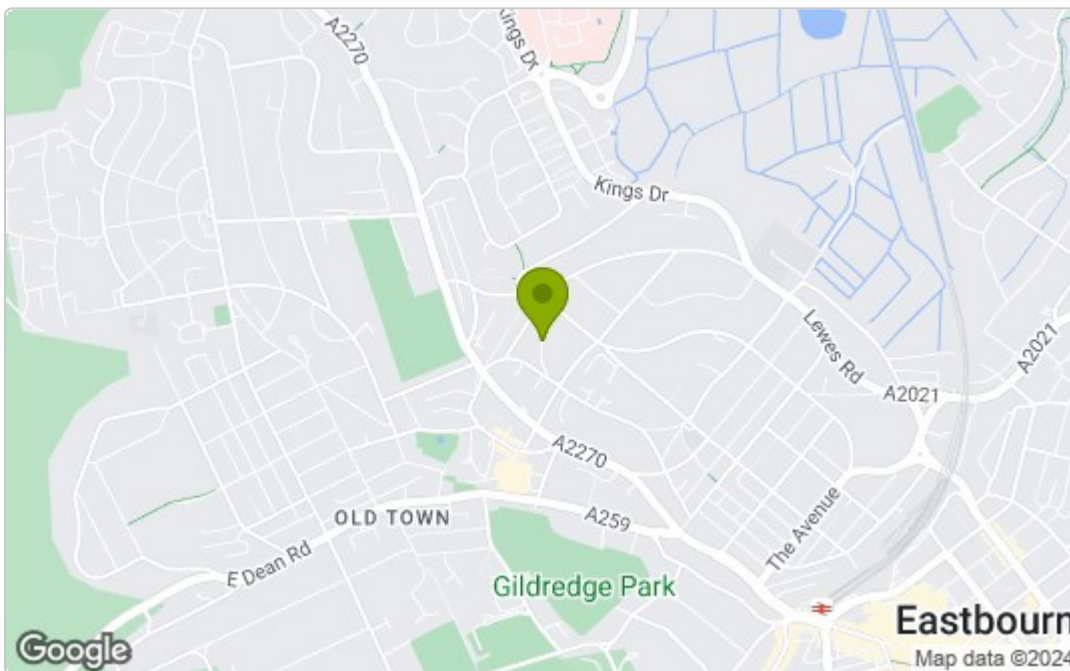 A2270
Kings Dr
Kings Dr
Lewes Rd
A2021
A2021
A2270
OLD TOWN
A259
The Avenue
E Dean Rd
Gildredge Park
Eastbourn
Google
Map data ©2024